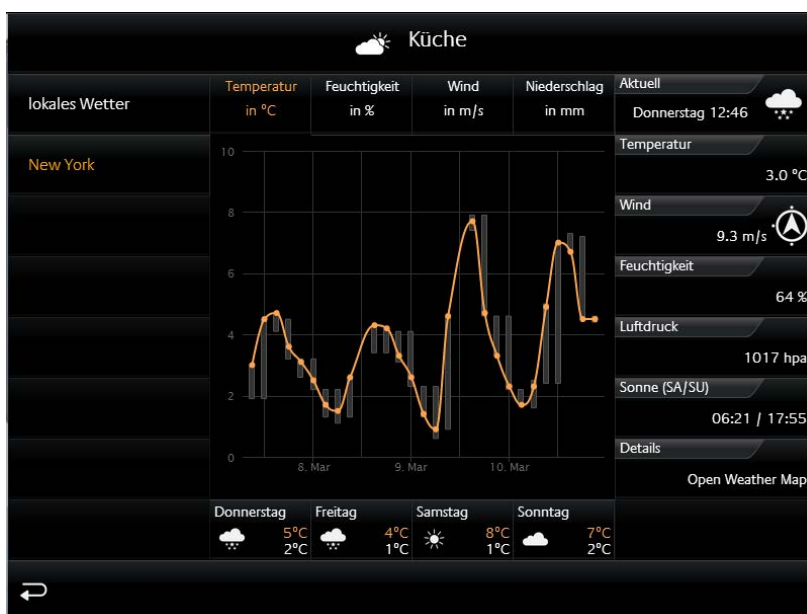 Küche
lokales Wetter
New York
Temperatur
in °C
Feuchtigkeit
in %
Wind
in m/s
Niederschlag
in mm
10
8
6
4
2
0
8. Mar
9. Mar
10. Mar
Aktuell
Donnerstag 12:46
Temperatur
3.0 °C
Wind
9.3 m/s
Feuchtigkeit
64 %
Luftdruck
1017 hpa
Sonne (SA/SU)
06:21 / 17:55
Details
Open Weather Map
Donnerstag
5°C
2°C
Freitag
4°C
1°C
Samstag
8°C
1°C
Sonntag
7°C
2°C